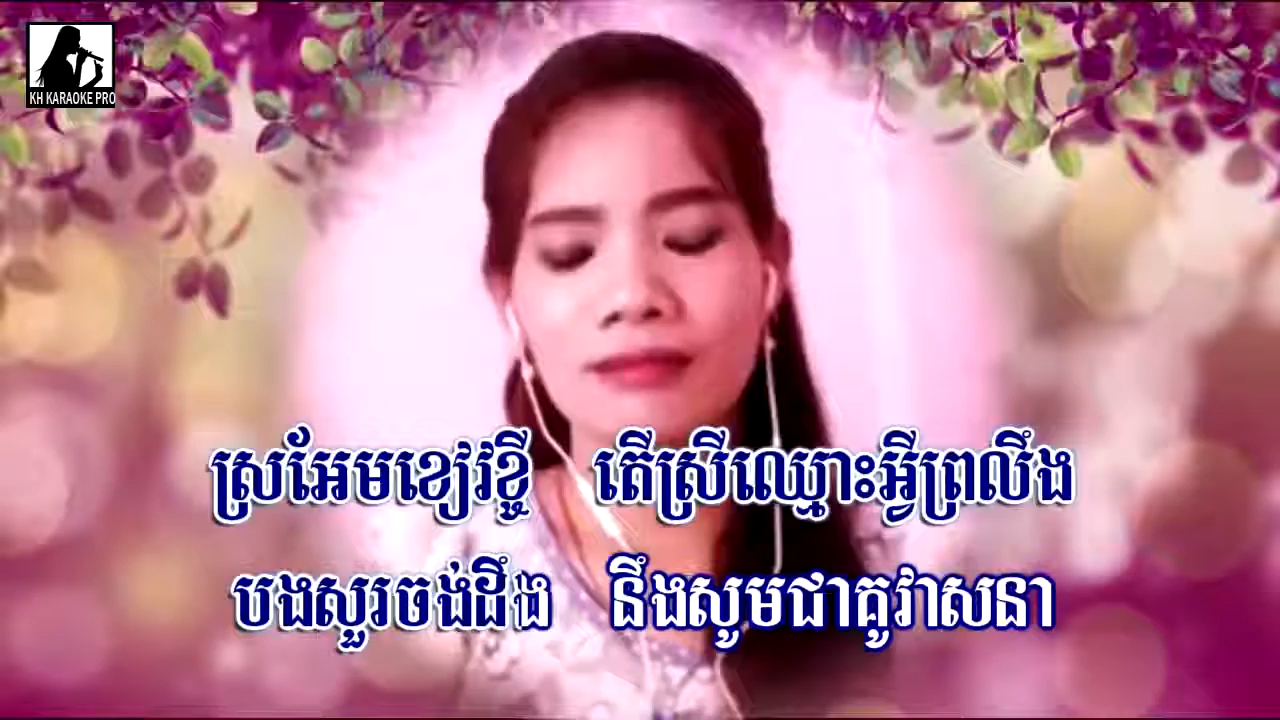 KH KARAOKE PRO
ស្រអែមខៀវខ្ចី តើស្រីឈ្មោះអ្វីព្រលឹង
បងសួរចង់ដឹង នឹងសូមជាគូវាសនា